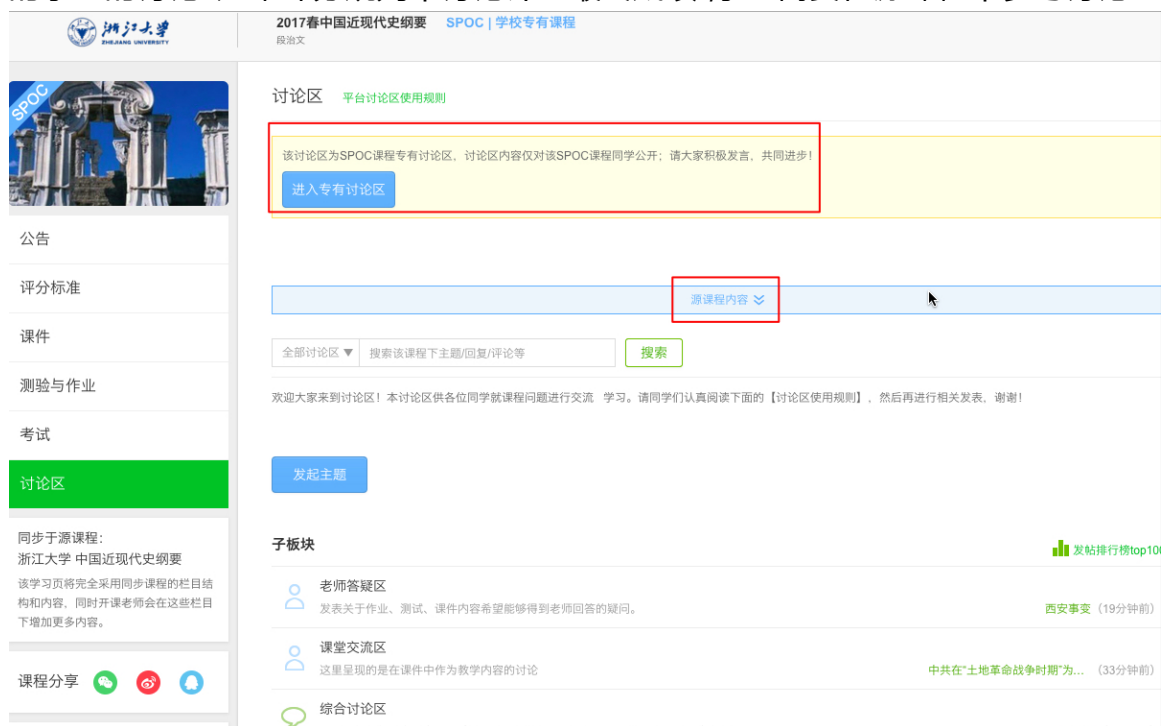 浙江大学
ZHEJIANG UNIVERSITY
2017春中国近现代史纲要 SPOC | 学校专有课程
段治文
SPOC
讨论区 平台讨论区使用规则
该讨论区为SPOC课程专有讨论区、讨论区内容仅对该SPOC课程同学公开；请大家积极发言，共同进步！
进入专有讨论区
公告
评分标准
源课程内容
课件
全部讨论区▼ 搜索该课程下主题/回复/评论等 搜索
测验与作业
欢迎大家来到讨论区！本讨论区供各位同学就课程问题进行交流 学习。请同学们认真阅读下面的【讨论区使用规则】，然后再进行相关发表、谢谢！
考试
发起主题
讨论区
同步于源课程:
浙江大学 中国近现代史纲要
该学习页将完全采用同步课程的栏目结
构和内容，同时开课老师会在这些栏目
下增加更多内容。
子板块
发帖排行榜top100
老师答疑区
发表关于作业、测试、课件内容希望能够得到老师回答的疑问。 西安事变（19分钟前）
课堂交流区
这里呈现的是在课件中作为教学内容的讨论 中共在"土地革命战争时期"为... （33分钟前）
课程分享
综合讨论区